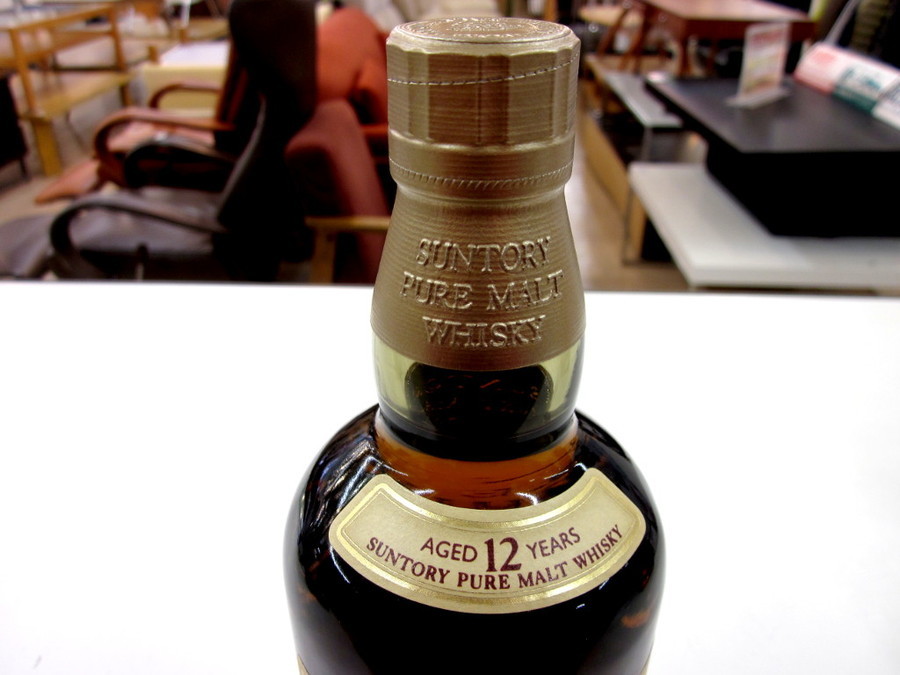 SUNTORY
PURE MALT
WHISKY
AGED 12 YEARS
SUNTORY PURE MALT WHISKY